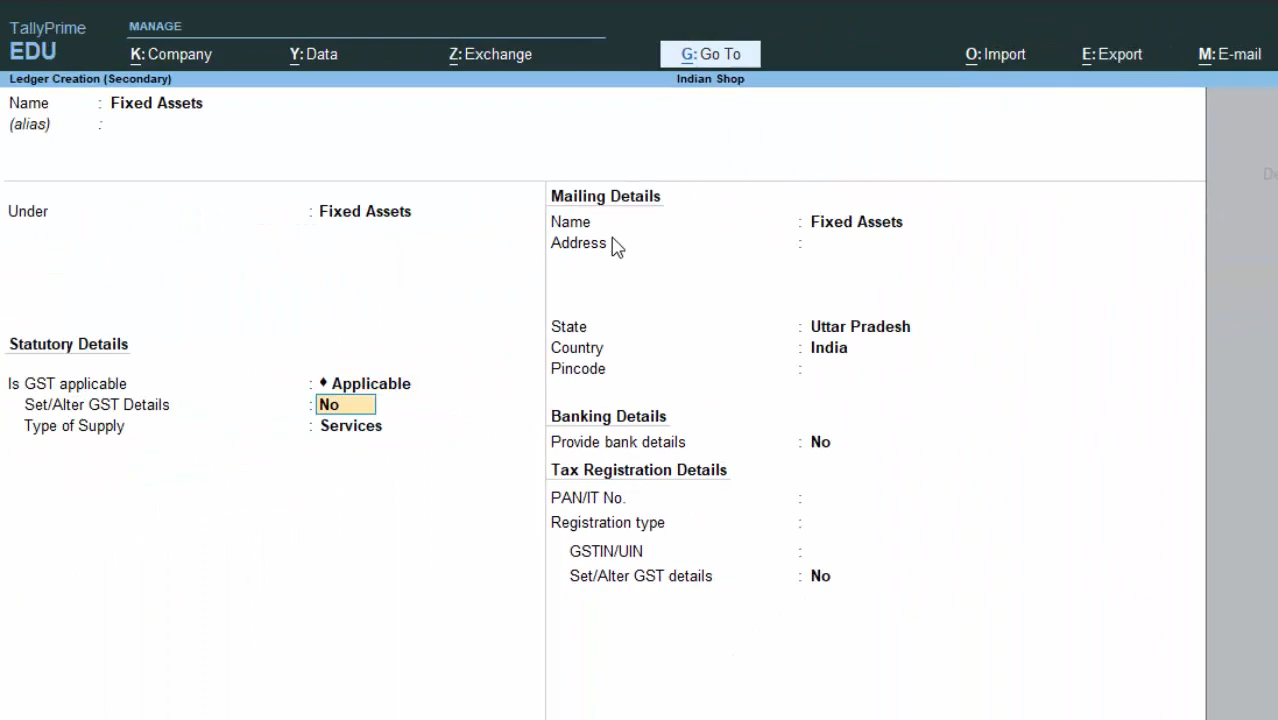 TallyPrime
MANAGE
EDU
K: Company
Y: Data
Z: Exchange
G: Go To
O: Import
E: Export
M: E-mail
Ledger Creation (Secondary)
Indian Shop
Name : Fixed Assets
(alias) :
Under : Fixed Assets
Statutory Details
Is GST applicable : ♦ Applicable
Set/Alter GST Details : No
Type of Supply : Services
Mailing Details
Name : Fixed Assets
Address :
State : Uttar Pradesh
Country : India
Pincode :
Banking Details
Provide bank details : No
Tax Registration Details
PAN/IT No. :
Registration type :
GSTIN/UIN :
Set/Alter GST details : No